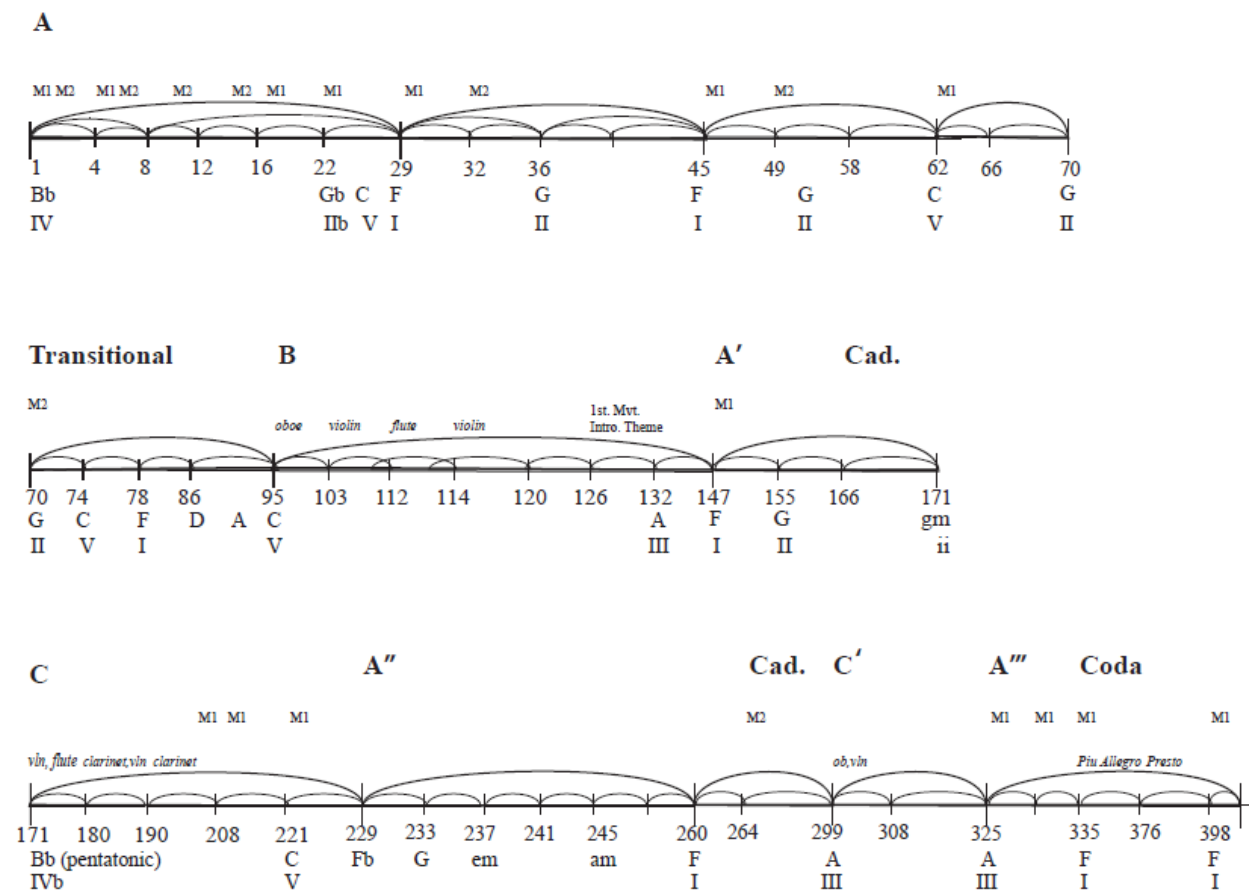 A
M1 M2 M1 M2 M2 M2 M1 M1 M1 M2 M1 M2 M1
1 4 8 12 16 22 29 32 36 45 49 58 62 66 70
Bb Gb C F G F G C G
IV IIb V I II I II V II
Transitional B A′ Cad.
M2 oboe violin flute violin 1st. Mvt. M1
Intro. Theme
70 74 78 86 95 103 112 114 120 126 132 147 155 166 171
G C F D A C A F G gm
II V I V III I II ii
C A″ Cad. C′ A‴ Coda
M1 M1 M1 M2 M1 M1 M1 M1
vln, flute clarinet,vln clarinet ob,vln Piu Allegro Presto
171 180 190 208 221 229 233 237 241 245 260 264 299 308 325 335 376 398
Bb (pentatonic) C Fb G em am F A A F F
IVb V I III III I I